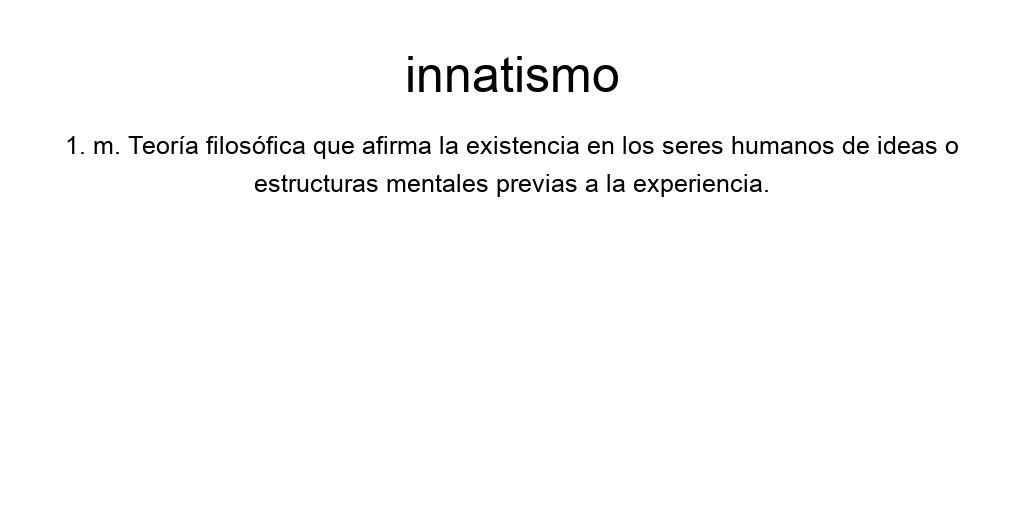 innatismo
1. m. Teoría filosófica que afirma la existencia en los seres humanos de ideas o
estructuras mentales previas a la experiencia.